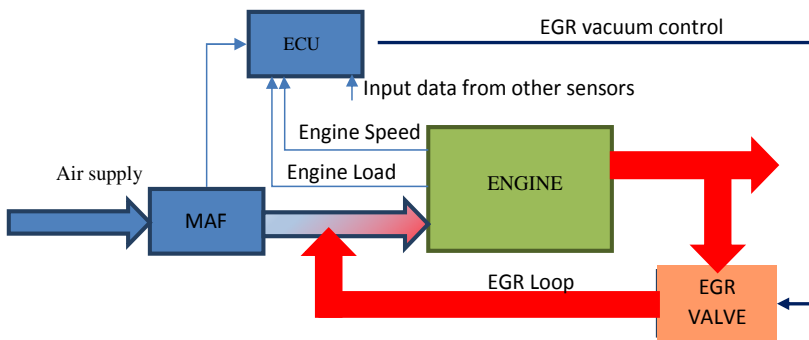 EGR vacuum control
ECU
Input data from other sensors
Engine Speed
Engine Load
Air supply
ENGINE
MAF
EGR Loop
EGR
VALVE